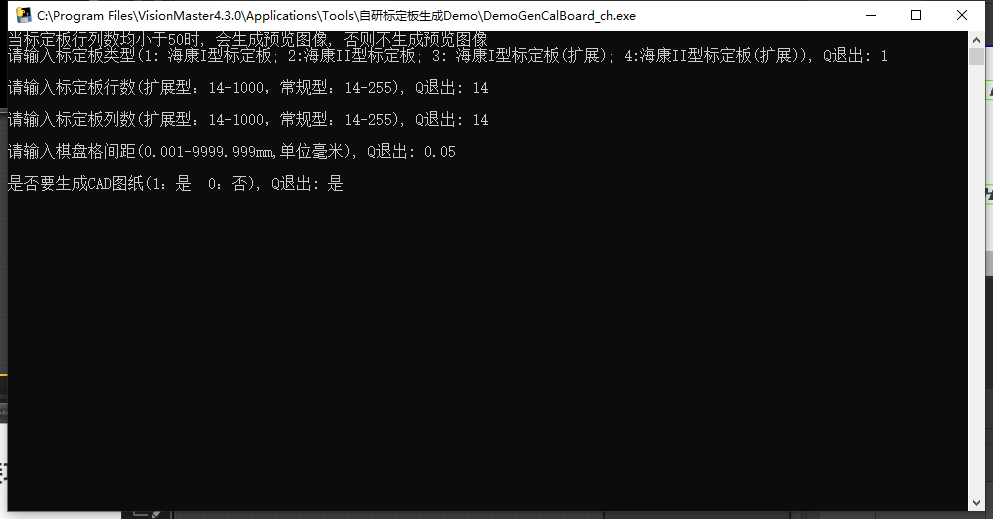 C:\Program Files\VisionMaster4.3.0\Applications\Tools\自研标定板生成Demo\DemoGenCalBoard_ch.exe
当标定板行列数均小于50时, 会生成预览图像, 否则不生成预览图像
请输入标定板类型(1: 海康I型标定板; 2:海康II型标定板; 3: 海康I型标定板(扩展); 4:海康II型标定板(扩展)), Q退出: 1
请输入标定板行数(扩展型: 14-1000, 常规型: 14-255), Q退出: 14
请输入标定板列数(扩展型: 14-1000, 常规型: 14-255), Q退出: 14
请输入棋盘格间距(0.001-9999.999mm,单位毫米), Q退出: 0.05
是否要生成CAD图纸(1: 是  0: 否), Q退出: 是